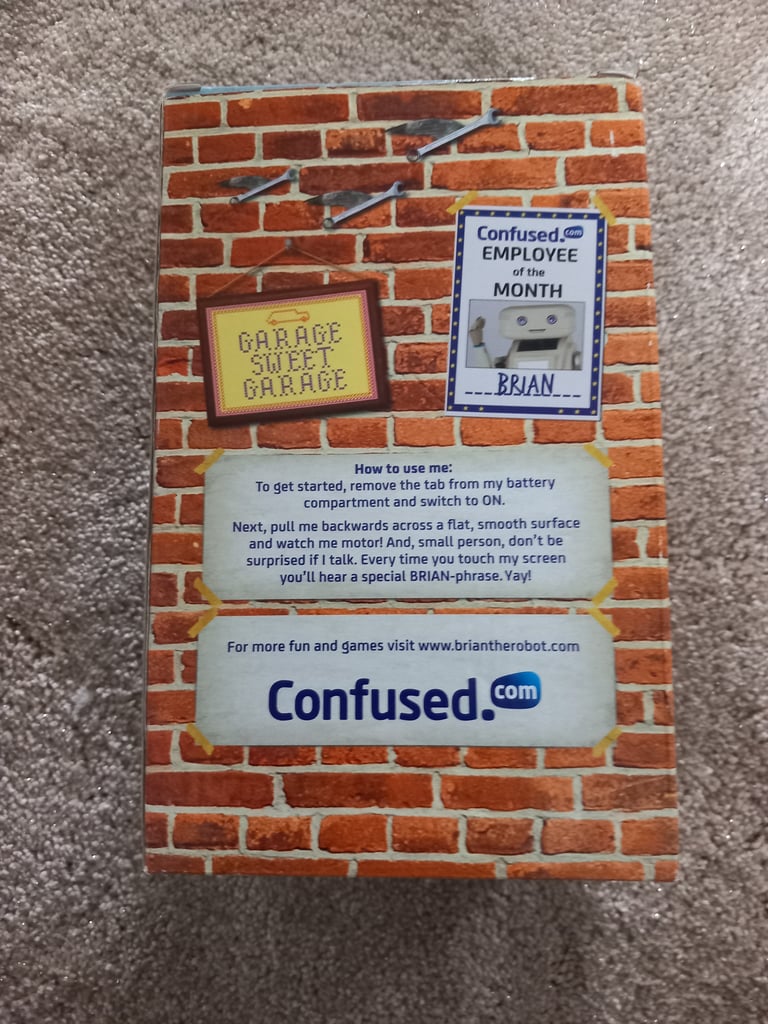 Confused.com
EMPLOYEE
of the
MONTH
BRIAN
GARAGE
SWEET
GARAGE
How to use me:
To get started, remove the tab from my battery
compartment and switch to ON.
Next, pull me backwards across a flat, smooth surface
and watch me motor! And, small person, don't be
surprised if I talk. Every time you touch my screen
you'll hear a special BRIAN-phrase. Yay!
For more fun and games visit www.briantherobot.com
Confused.com